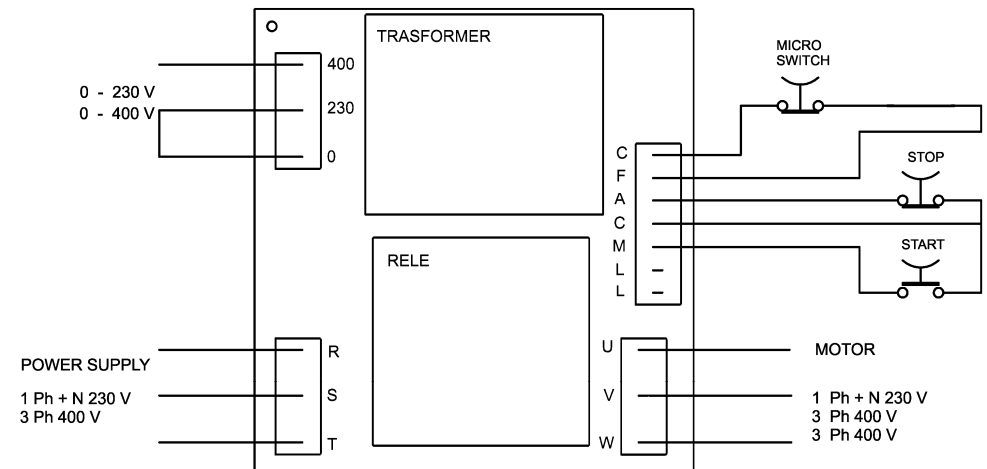 TRASFORMER
400
0 - 230 V
0 - 400 V
230
0
MICRO
SWITCH
C
F
A
C
M
L
L
STOP
START
RELE
POWER SUPPLY
1 Ph + N 230 V
3 Ph 400 V
R
S
T
U
V
W
MOTOR
1 Ph + N 230 V
3 Ph 400 V
3 Ph 400 V